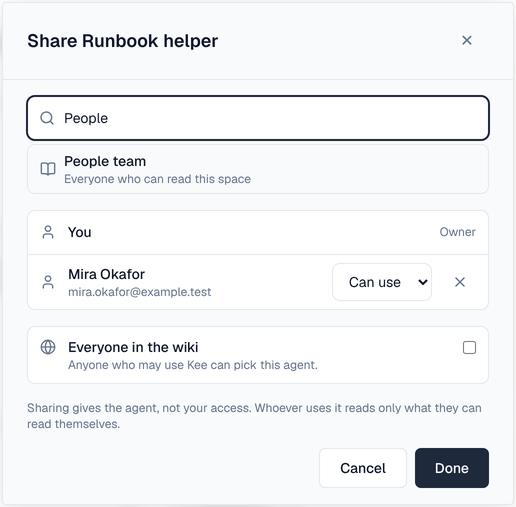 Share Runbook helper
People
People team
Everyone who can read this space
You
Owner
Mira Okafor
mira.okafor@example.test
Can use
Everyone in the wiki
Anyone who may use Kee can pick this agent.
Sharing gives the agent, not your access. Whoever uses it reads only what they can
read themselves.
Cancel
Done